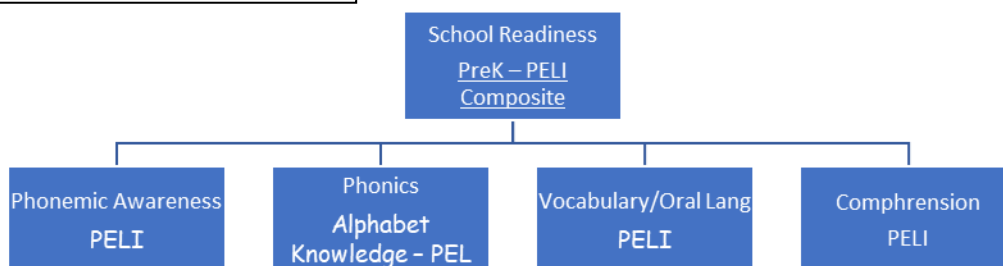 School Readiness
PreK – PELI
Composite
Phonemic Awareness
PELI
Phonics
Alphabet
Knowledge – PEL
Vocabulary/Oral Lang
PELI
Comphrension
PELI